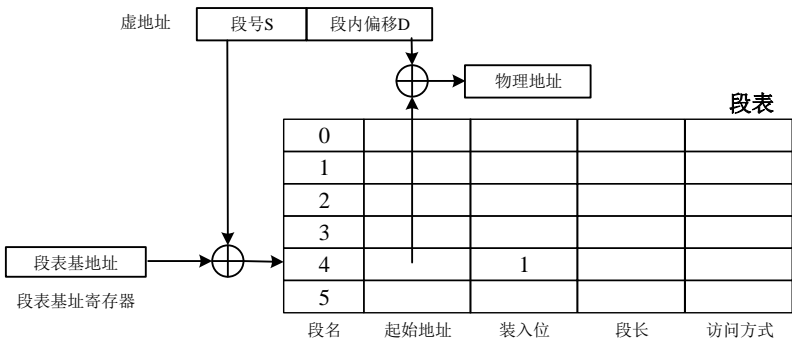 虚地址 段号S 段内偏移D
物理地址
段表
0
1
2
3
段表基地址 4 1
段表基址寄存器 5
段名 起始地址 装入位 段长 访问方式